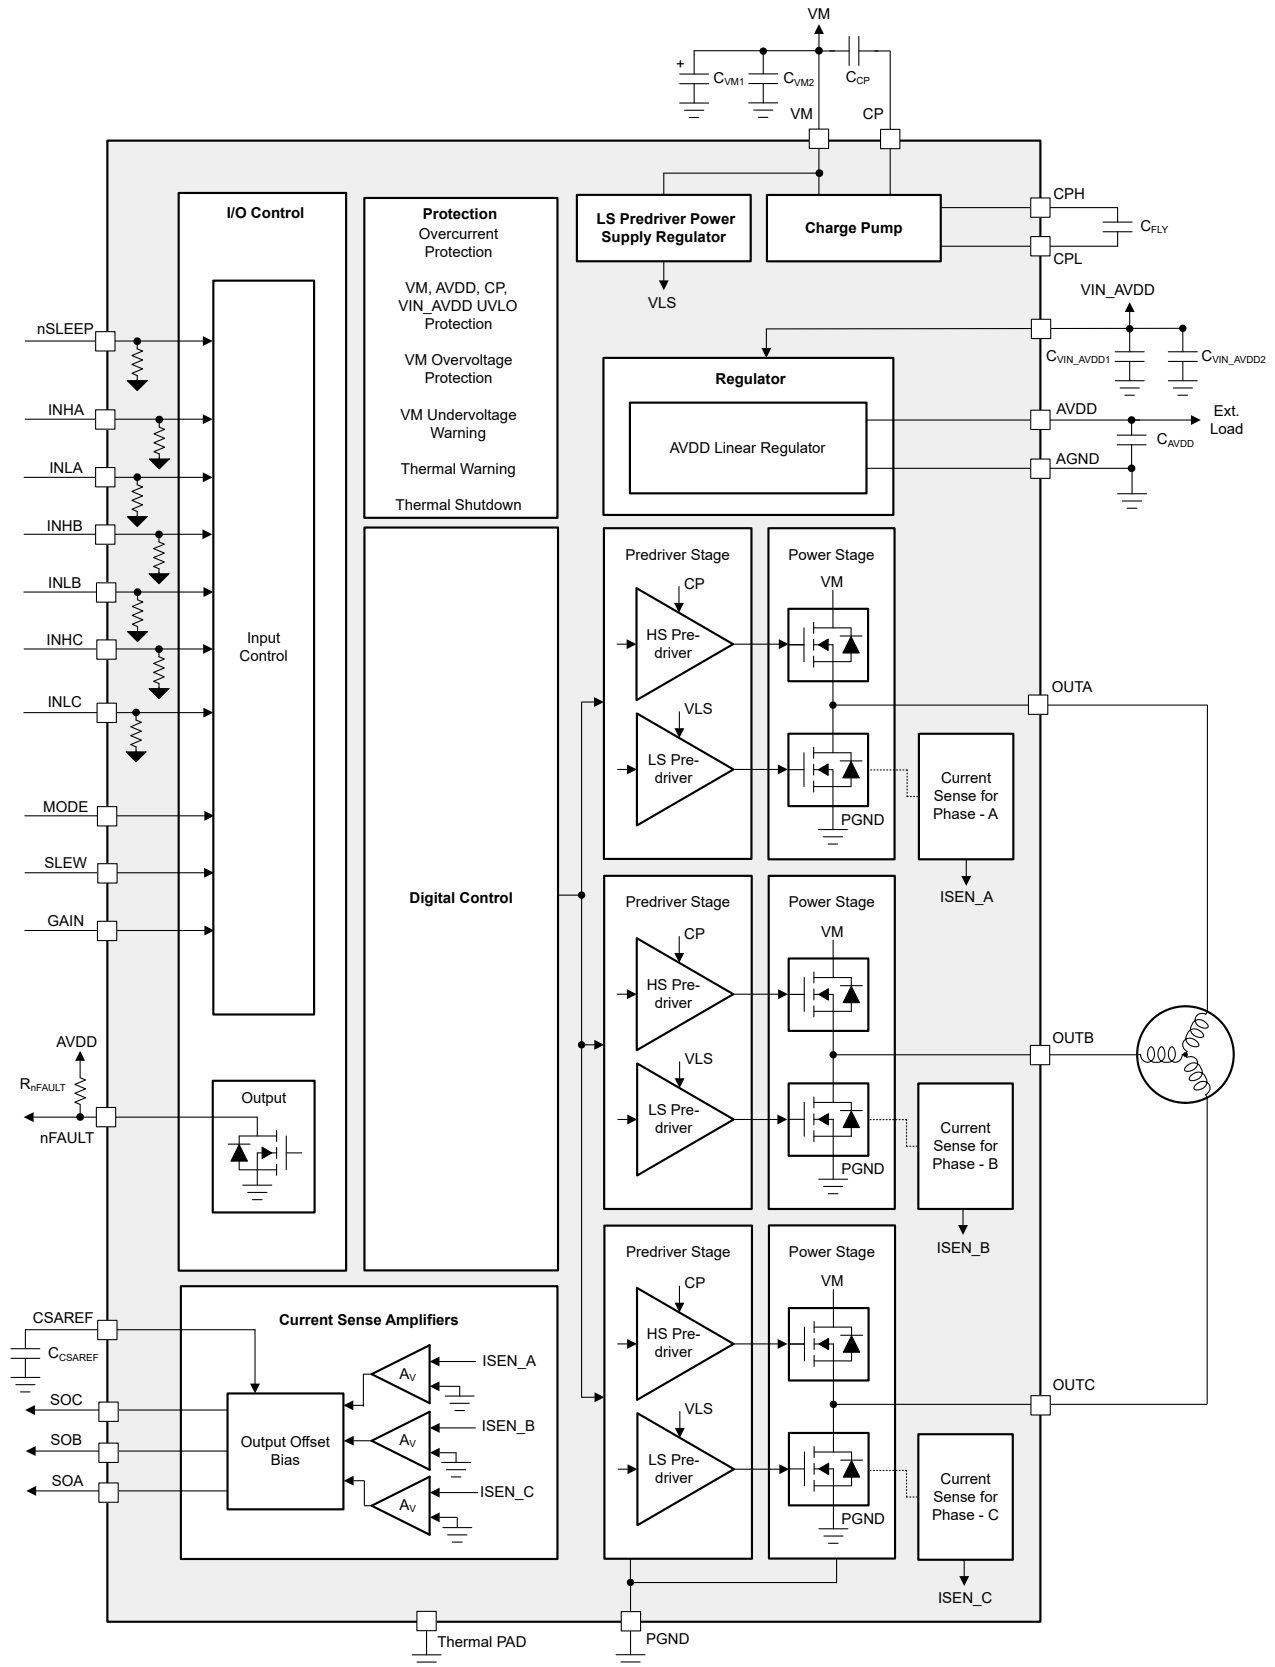 VM
+
CVM1
CVM2
CCP
VM
CP
I/O Control
Protection
Overcurrent
Protection
VM, AVDD, CP,
VIN_AVDD UVLO
Protection
VM Overvoltage
Protection
VM Undervoltage
Warning
Thermal Warning
Thermal Shutdown
LS Predriver Power
Supply Regulator
VLS
Charge Pump
CPH
CFLY
CPL
VIN_AVDD
CVIN_AVDD1
CVIN_AVDD2
Regulator
AVDD Linear Regulator
AVDD
Ext.
Load
CAVDD
AGND
nSLEEP
INHA
INLA
INHB
INLB
INHC
INLC
MODE
SLEW
GAIN
Input
Control
AVDD
RnFAULT
nFAULT
Output
Digital Control
Predriver Stage
CP
HS Pre-
driver
VLS
LS Pre-
driver
Power Stage
VM
PGND
OUTA
Current
Sense for
Phase - A
ISEN_A
Predriver Stage
CP
HS Pre-
driver
VLS
LS Pre-
driver
Power Stage
VM
PGND
OUTB
Current
Sense for
Phase - B
ISEN_B
Predriver Stage
CP
HS Pre-
driver
VLS
LS Pre-
driver
Power Stage
VM
PGND
OUTC
Current
Sense for
Phase - C
ISEN_C
CSAREF
CCSAREF
SOC
SOB
SOA
Current Sense Amplifiers
Output Offset
Bias
AV
ISEN_A
AV
ISEN_B
AV
ISEN_C
Thermal PAD
PGND